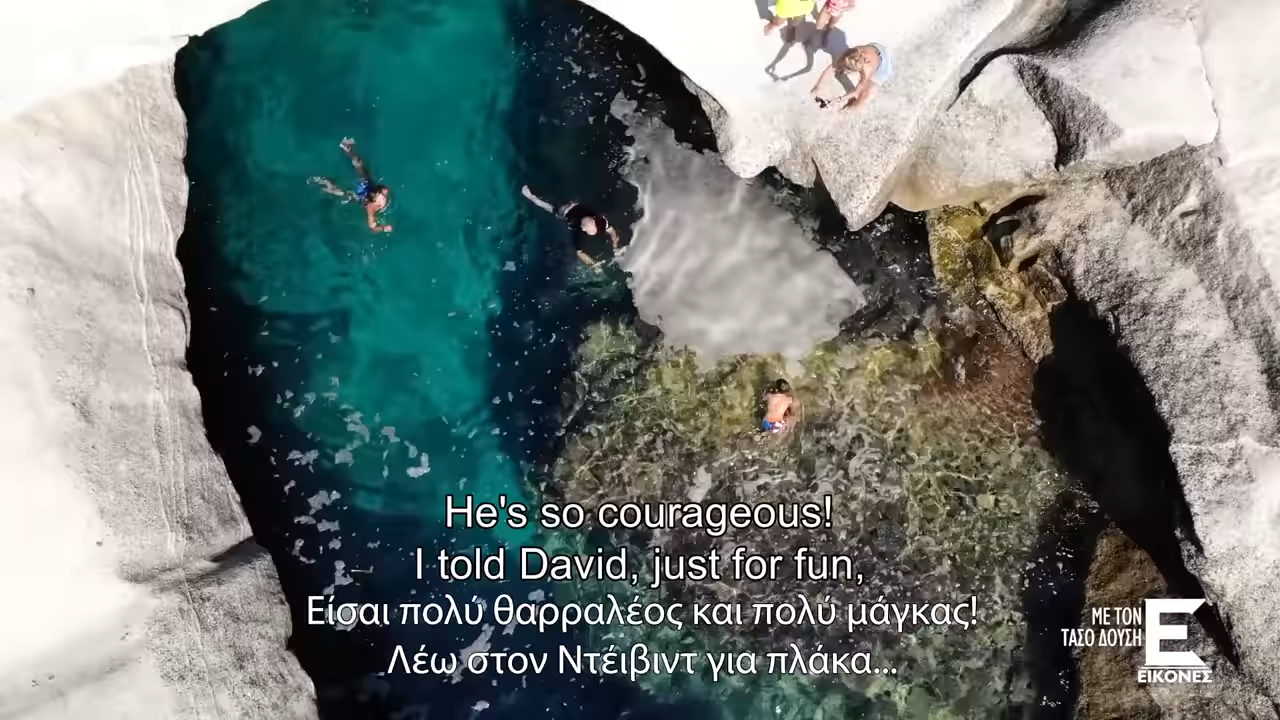 He's so courageous!
I told David, just for fun,
Είσαι πολύ θαρραλέος και πολύ μάγκας!
Λέω στον Ντέιβιντ για πλάκα...
ΜΕ ΤΟΝ
ΤΑΣΟ ΔΟΥΣΗ
Ε
ΕΙΚΟΝΕΣ